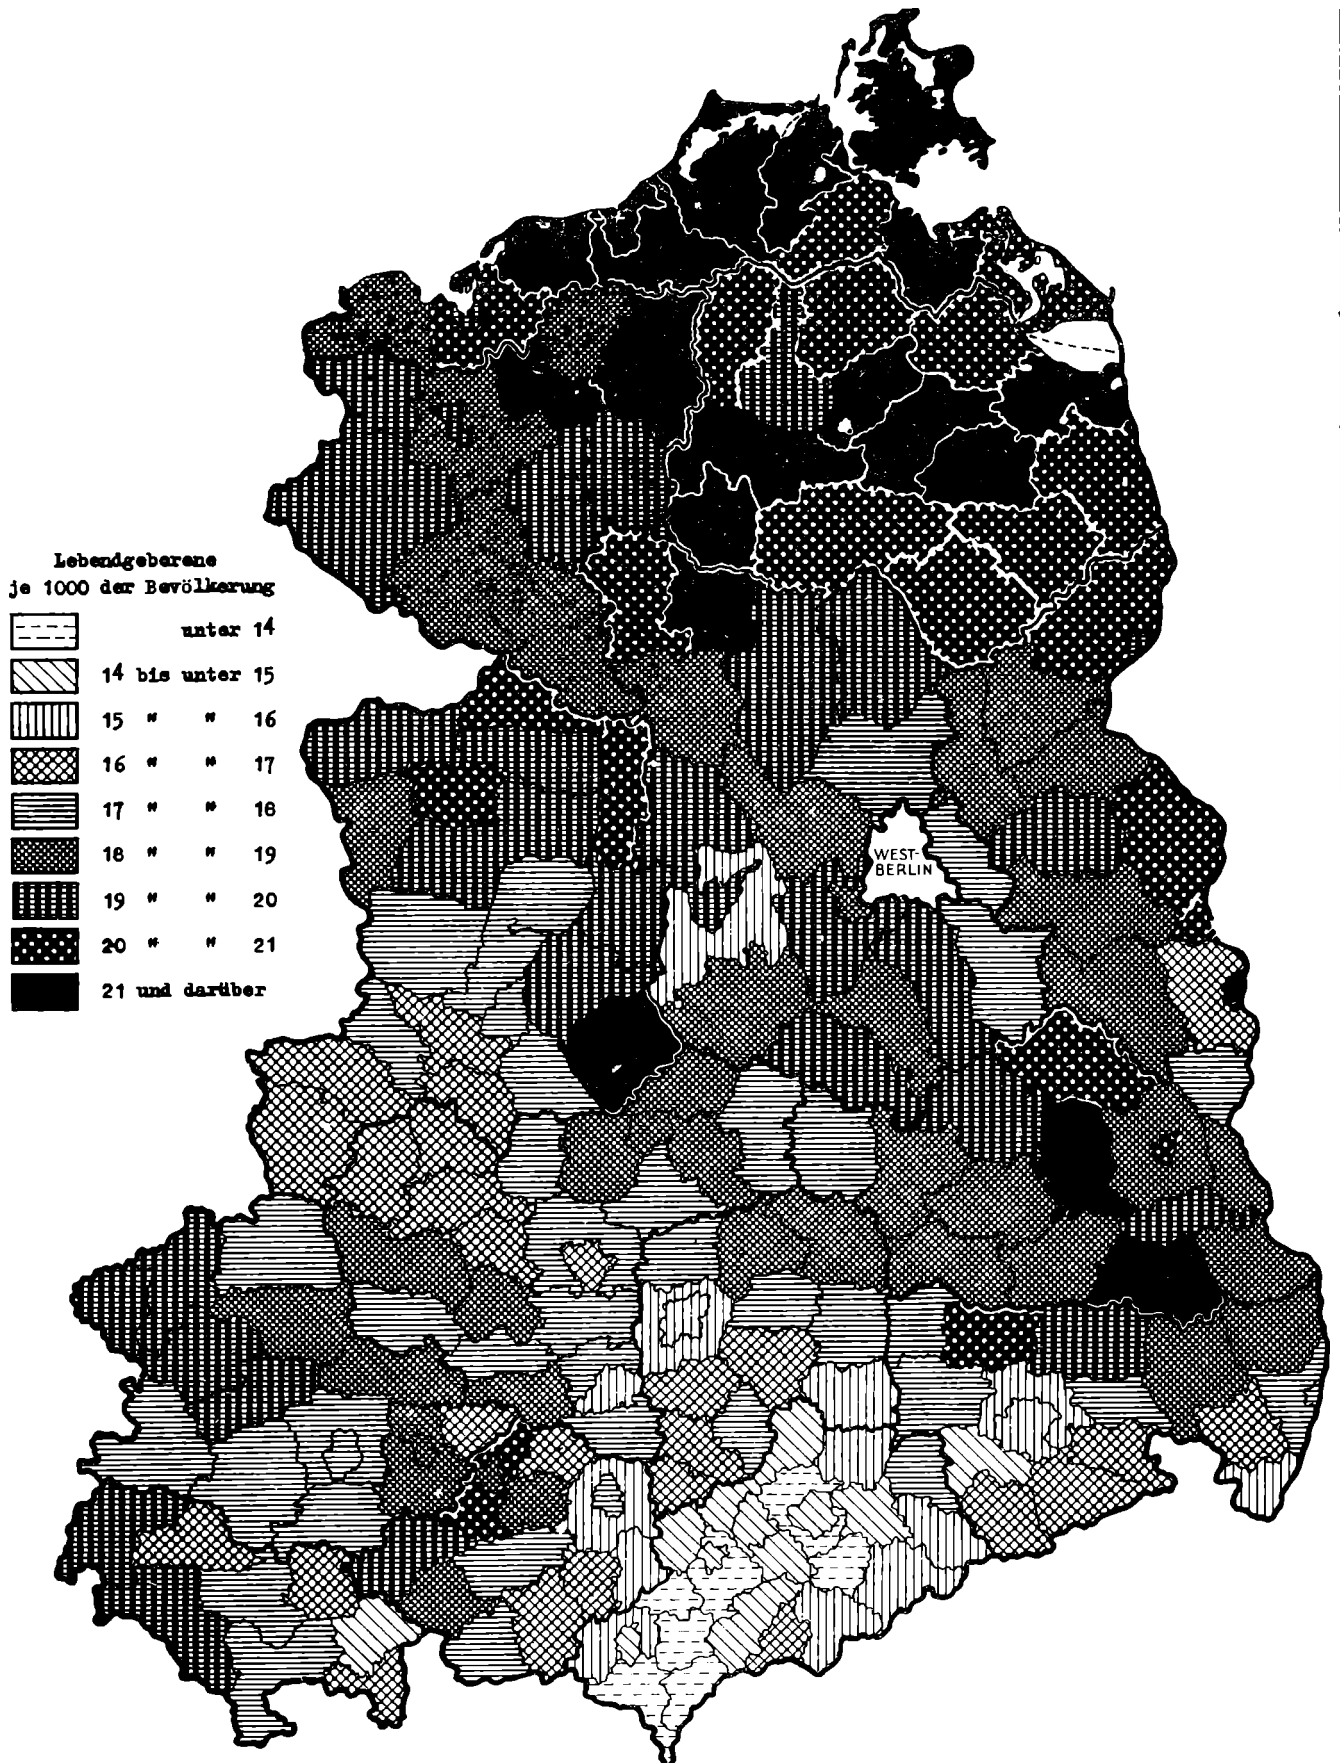 Lebendgeborene
je 1000 der Bevölkerung
unter 14
14 bis unter 15
15 " " 16
16 " " 17
17 " " 18
18 " " 19
19 " " 20
20 " " 21
21 und darüber
WEST-
BERLIN